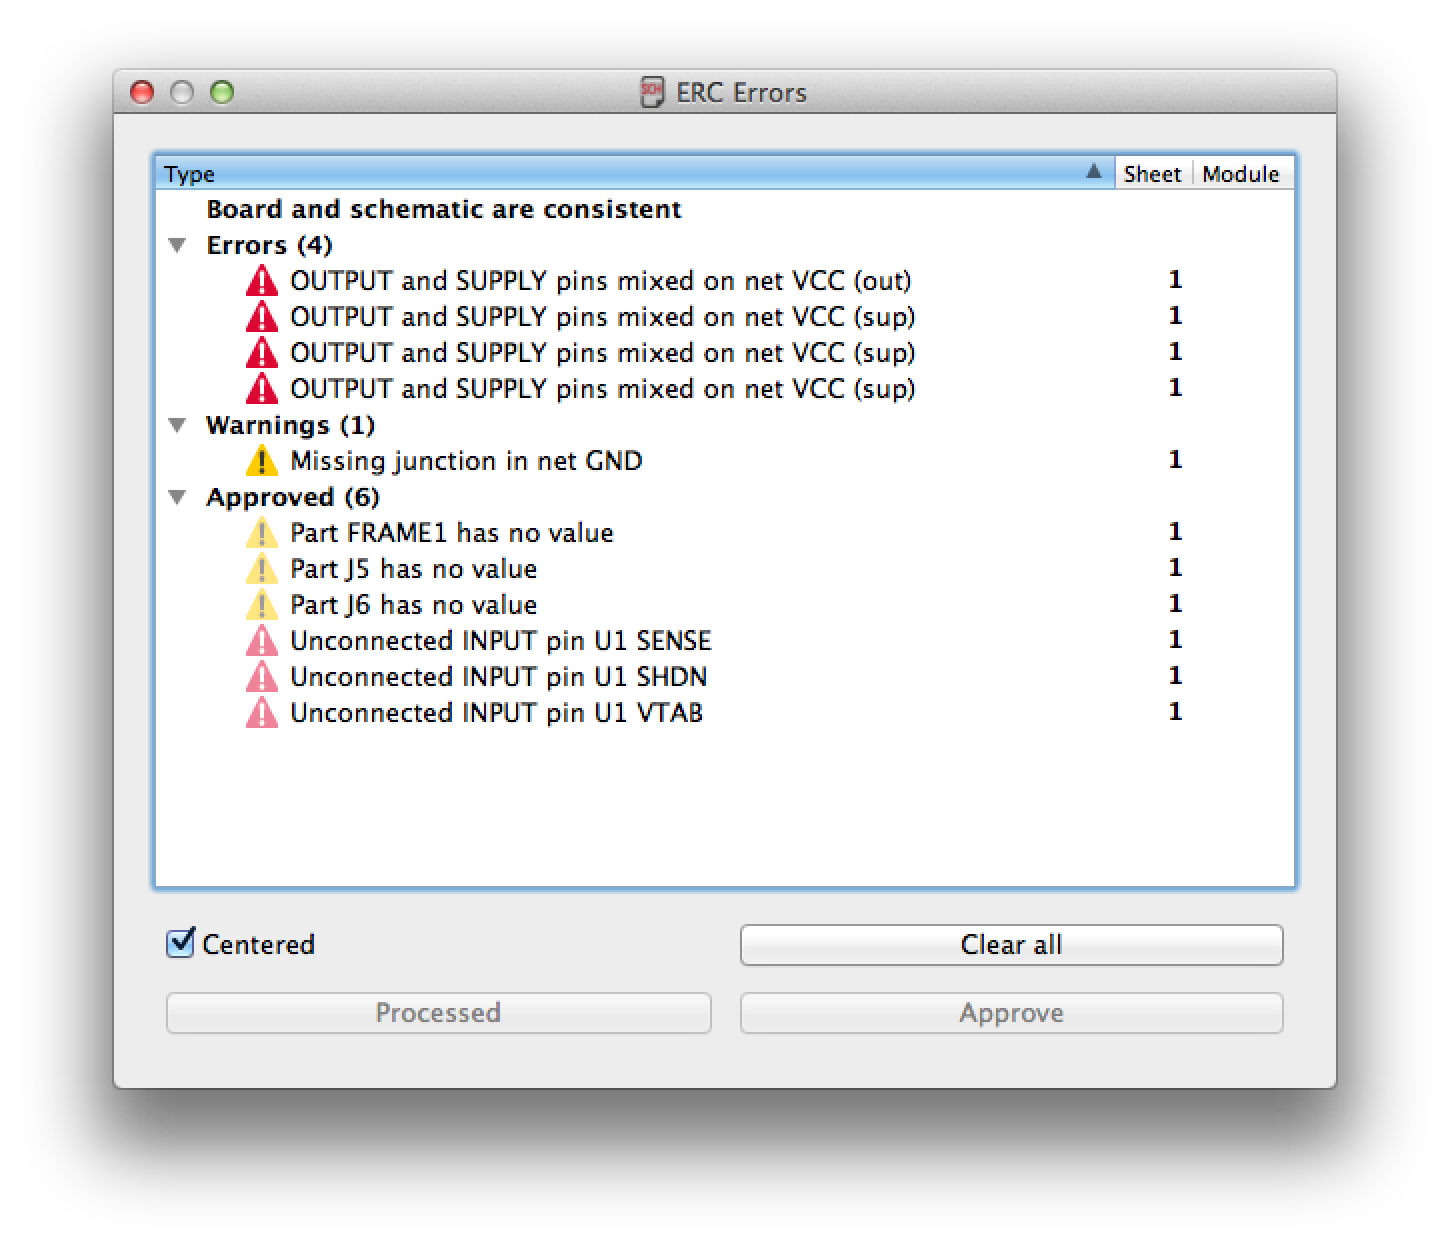 SCH ERC Errors
Type Sheet Module
Board and schematic are consistent
Errors (4)
OUTPUT and SUPPLY pins mixed on net VCC (out) 1
OUTPUT and SUPPLY pins mixed on net VCC (sup) 1
OUTPUT and SUPPLY pins mixed on net VCC (sup) 1
OUTPUT and SUPPLY pins mixed on net VCC (sup) 1
Warnings (1)
Missing junction in net GND 1
Approved (6)
Part FRAME1 has no value 1
Part J5 has no value 1
Part J6 has no value 1
Unconnected INPUT pin U1 SENSE 1
Unconnected INPUT pin U1 SHDN 1
Unconnected INPUT pin U1 VTAB 1
Centered Clear all
Processed Approve